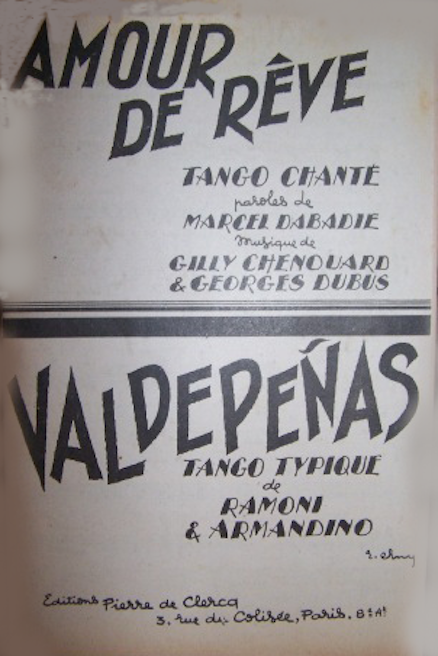 AMOUR
DE RÊVE
TANGO CHANTÉ
paroles de
MARCEL DABADIE
Musique de
GILLY CHENOUARD
& GEORGES DUBUS
VALDEPEÑAS
TANGO TYPIQUE
de
RAMONI
& ARMANDINO
Editions Pierre de Clercq
3, rue du Colisée, Paris. 8e Ar